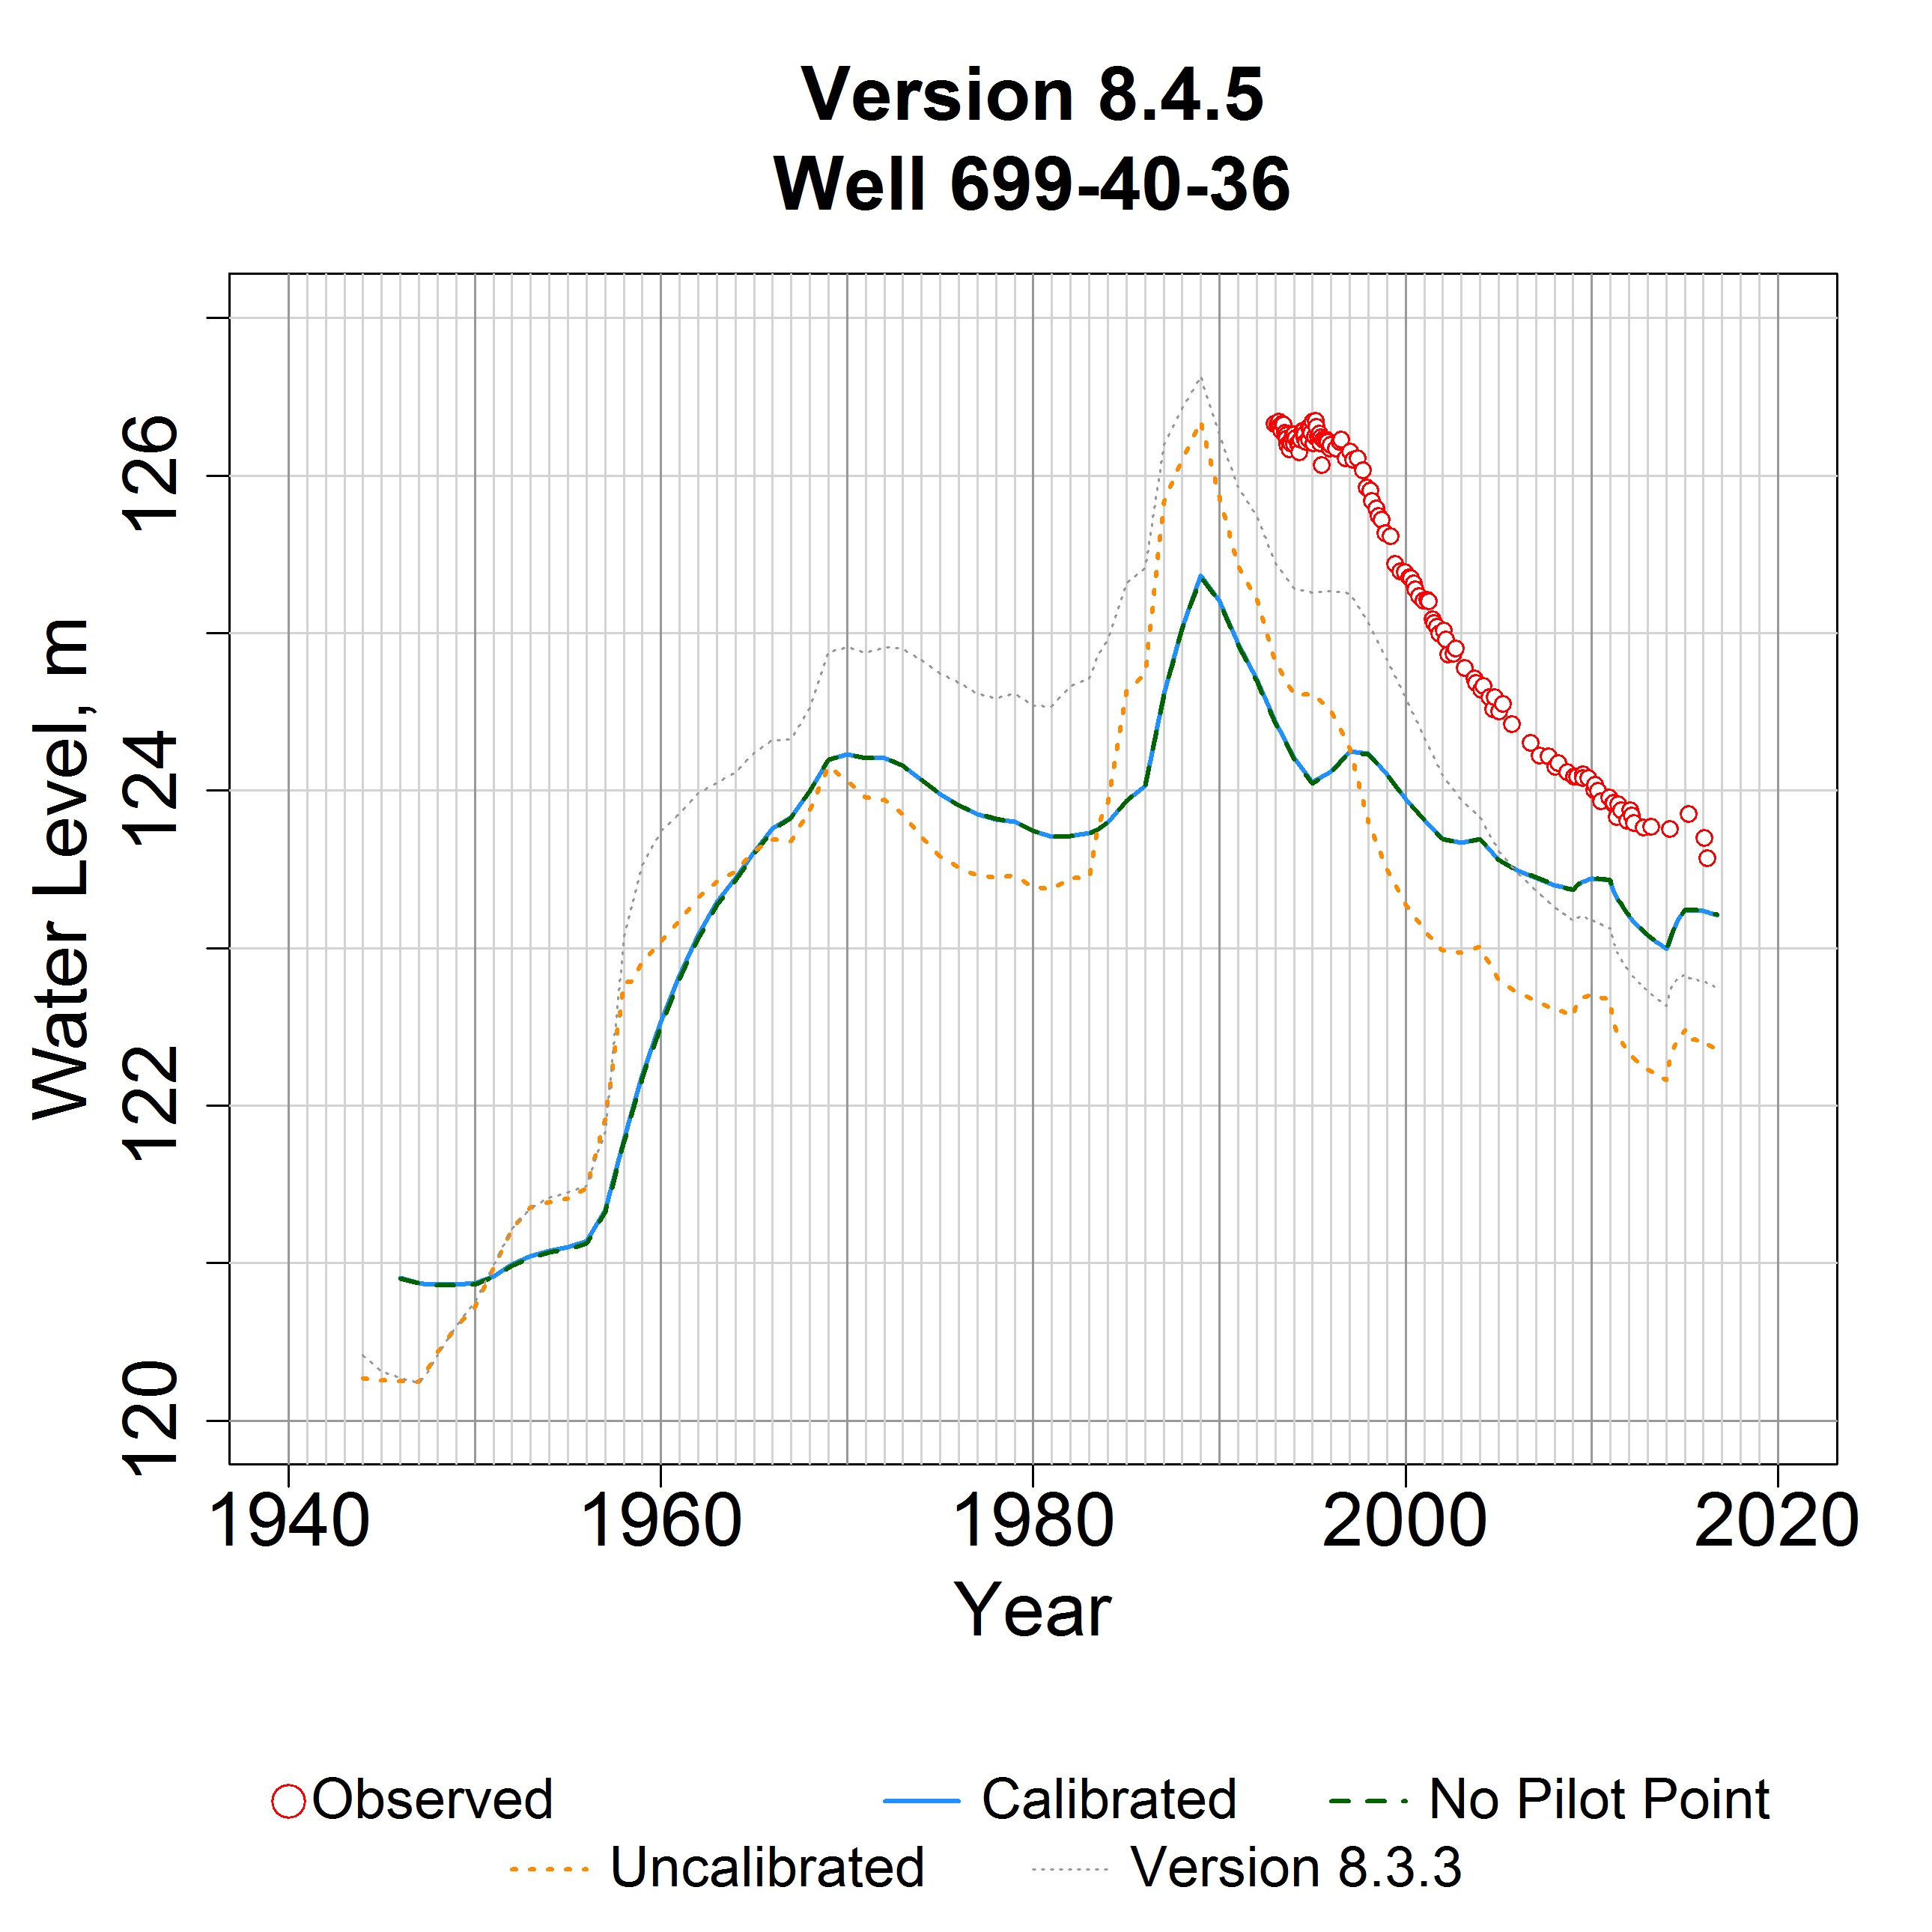 Version 8.4.5
Well 699-40-36
Water Level, m
126
124
122
120
1940 1960 1980 2000 2020
Year
Observed Calibrated No Pilot Point
Uncalibrated Version 8.3.3